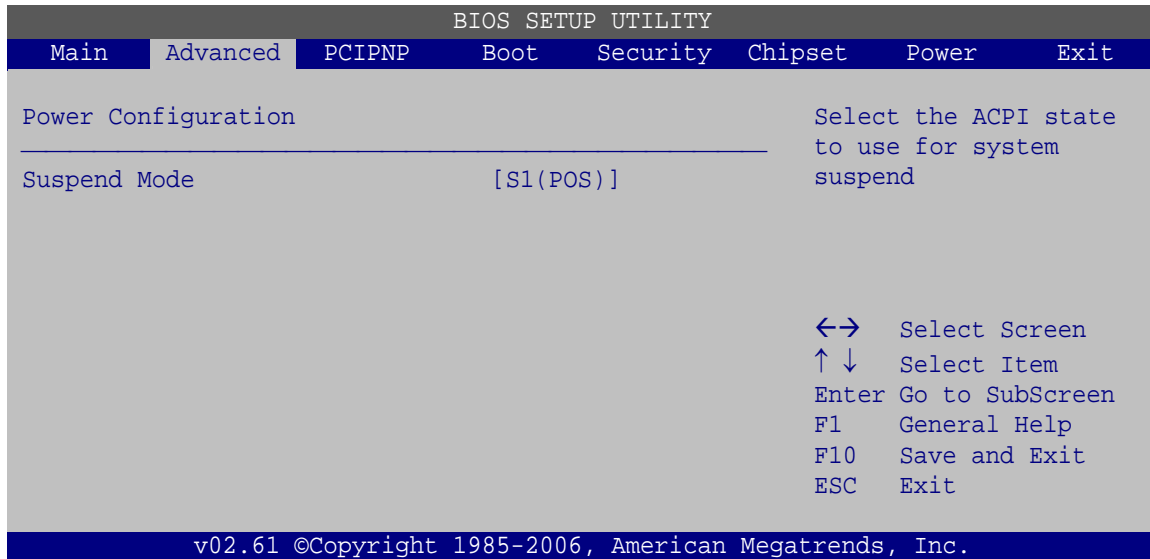 BIOS SETUP UTILITY
Main Advanced PCIPNP Boot Security Chipset Power Exit
Power Configuration
Suspend Mode [S1(POS)]
Select the ACPI state
to use for system
suspend
←→ Select Screen
↑ ↓ Select Item
Enter Go to SubScreen
F1 General Help
F10 Save and Exit
ESC Exit
v02.61 ©Copyright 1985-2006, American Megatrends, Inc.